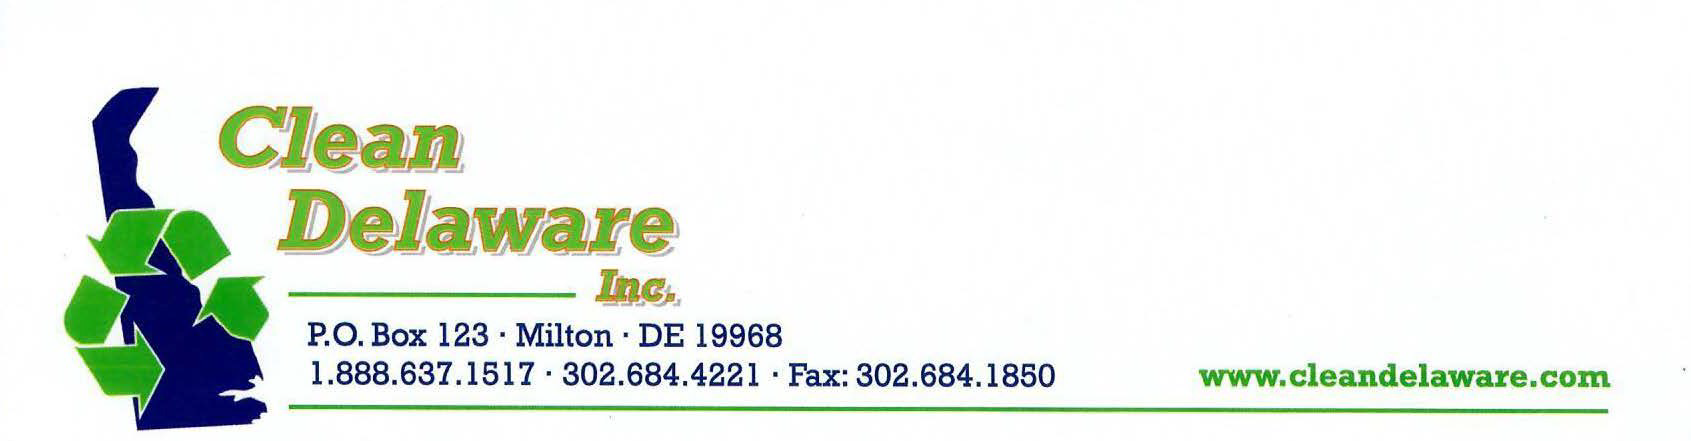 Clean
Delaware
Inc.
P.O. Box 123 · Milton · DE 19968
1.888.637.1517 · 302.684.4221 · Fax: 302.684.1850
www.cleandelaware.com